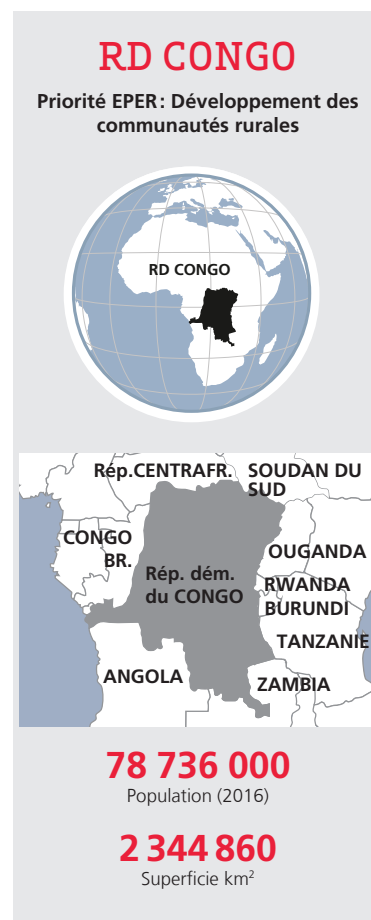 RD CONGO
Priorité EPER : Développement des
communautés rurales
RD CONGO
Rép.CENTRAFR.
SOUDAN DU
SUD
CONGO
BR.
OUGANDA
Rép. dém.
du CONGO
RWANDA
BURUNDI
TANZANIE
ANGOLA
ZAMBIA
78 736 000
Population (2016)
2 344 860
Superficie km²